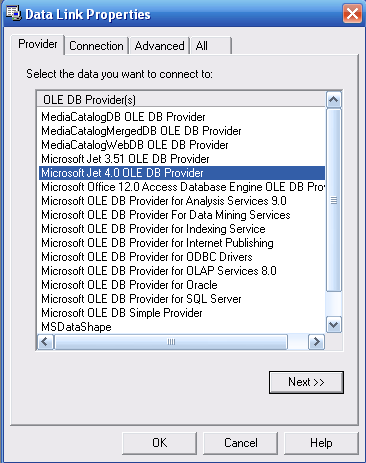 Data Link Properties
Provider Connection Advanced All
Select the data you want to connect to:
OLE DB Provider(s)
MediaCatalogDB OLE DB Provider
MediaCatalogMergedDB OLE DB Provider
MediaCatalogWebDB OLE DB Provider
Microsoft Jet 3.51 OLE DB Provider
Microsoft Jet 4.0 OLE DB Provider
Microsoft Office 12.0 Access Database Engine OLE DB Prov
Microsoft OLE DB Provider for Analysis Services 9.0
Microsoft OLE DB Provider For Data Mining Services
Microsoft OLE DB Provider for Indexing Service
Microsoft OLE DB Provider for Internet Publishing
Microsoft OLE DB Provider for ODBC Drivers
Microsoft OLE DB Provider for OLAP Services 8.0
Microsoft OLE DB Provider for Oracle
Microsoft OLE DB Provider for SQL Server
Microsoft OLE DB Simple Provider
MSDataShape
Next >>
OK Cancel Help